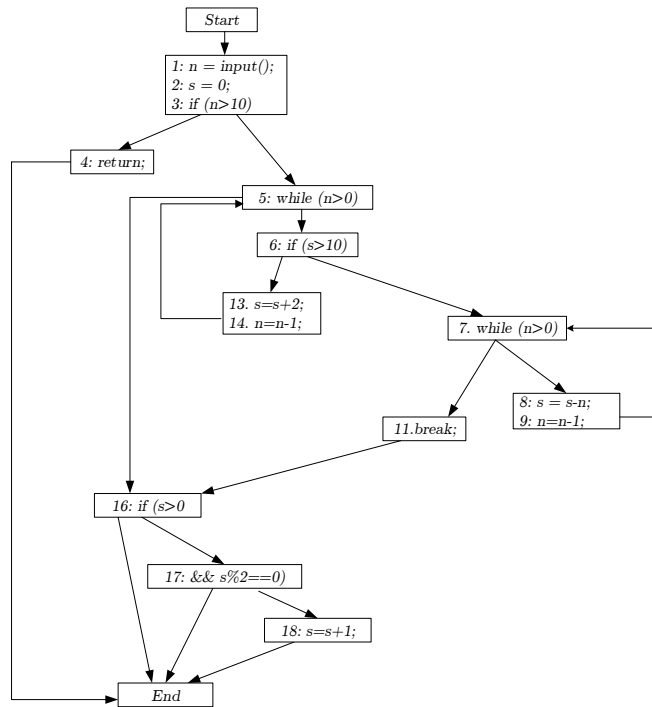 Start
1: n = input();
2: s = 0;
3: if (n>10)
4: return;
5: while (n>0)
6: if (s>10)
13. s=s+2;
14. n=n-1;
7. while (n>0)
8: s = s-n;
9: n=n-1;
11.break;
16: if (s>0
17: && s%2==0)
18: s=s+1;
End